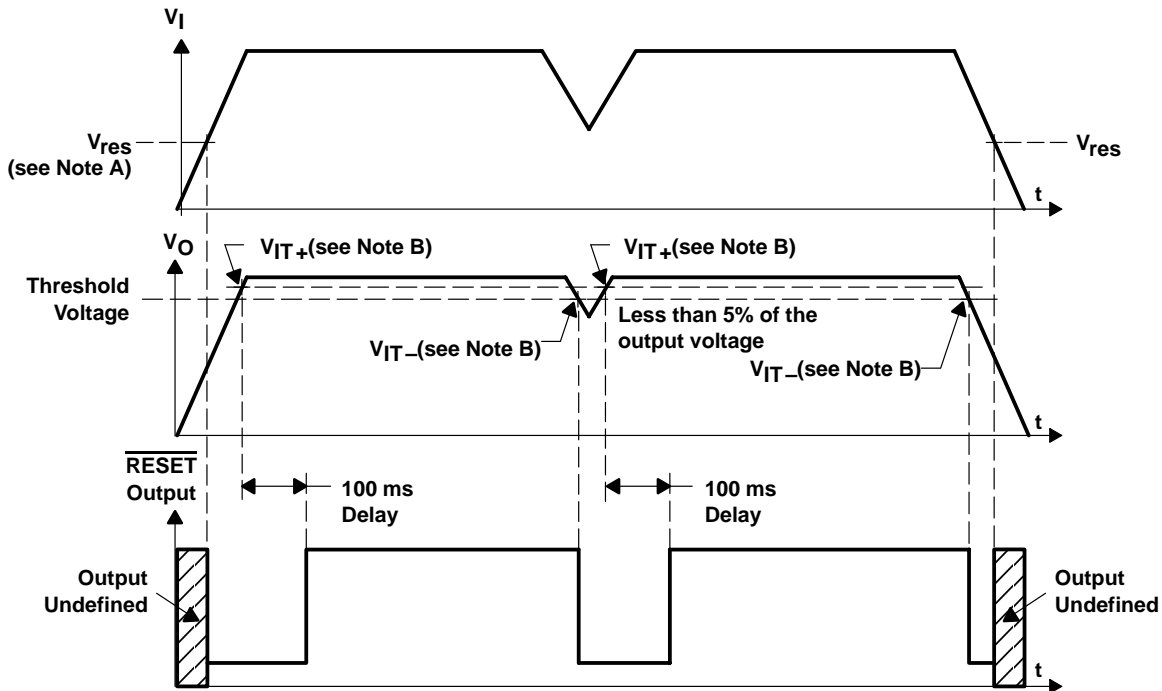 VI
Vres
(see Note A)
Vres
t
VO
VIT+(see Note B)
VIT+(see Note B)
Threshold
Voltage
Less than 5% of the
output voltage
VIT−(see Note B)
VIT−(see Note B)
t
RESET
Output
100 ms
Delay
100 ms
Delay
Output
Undefined
Output
Undefined
t